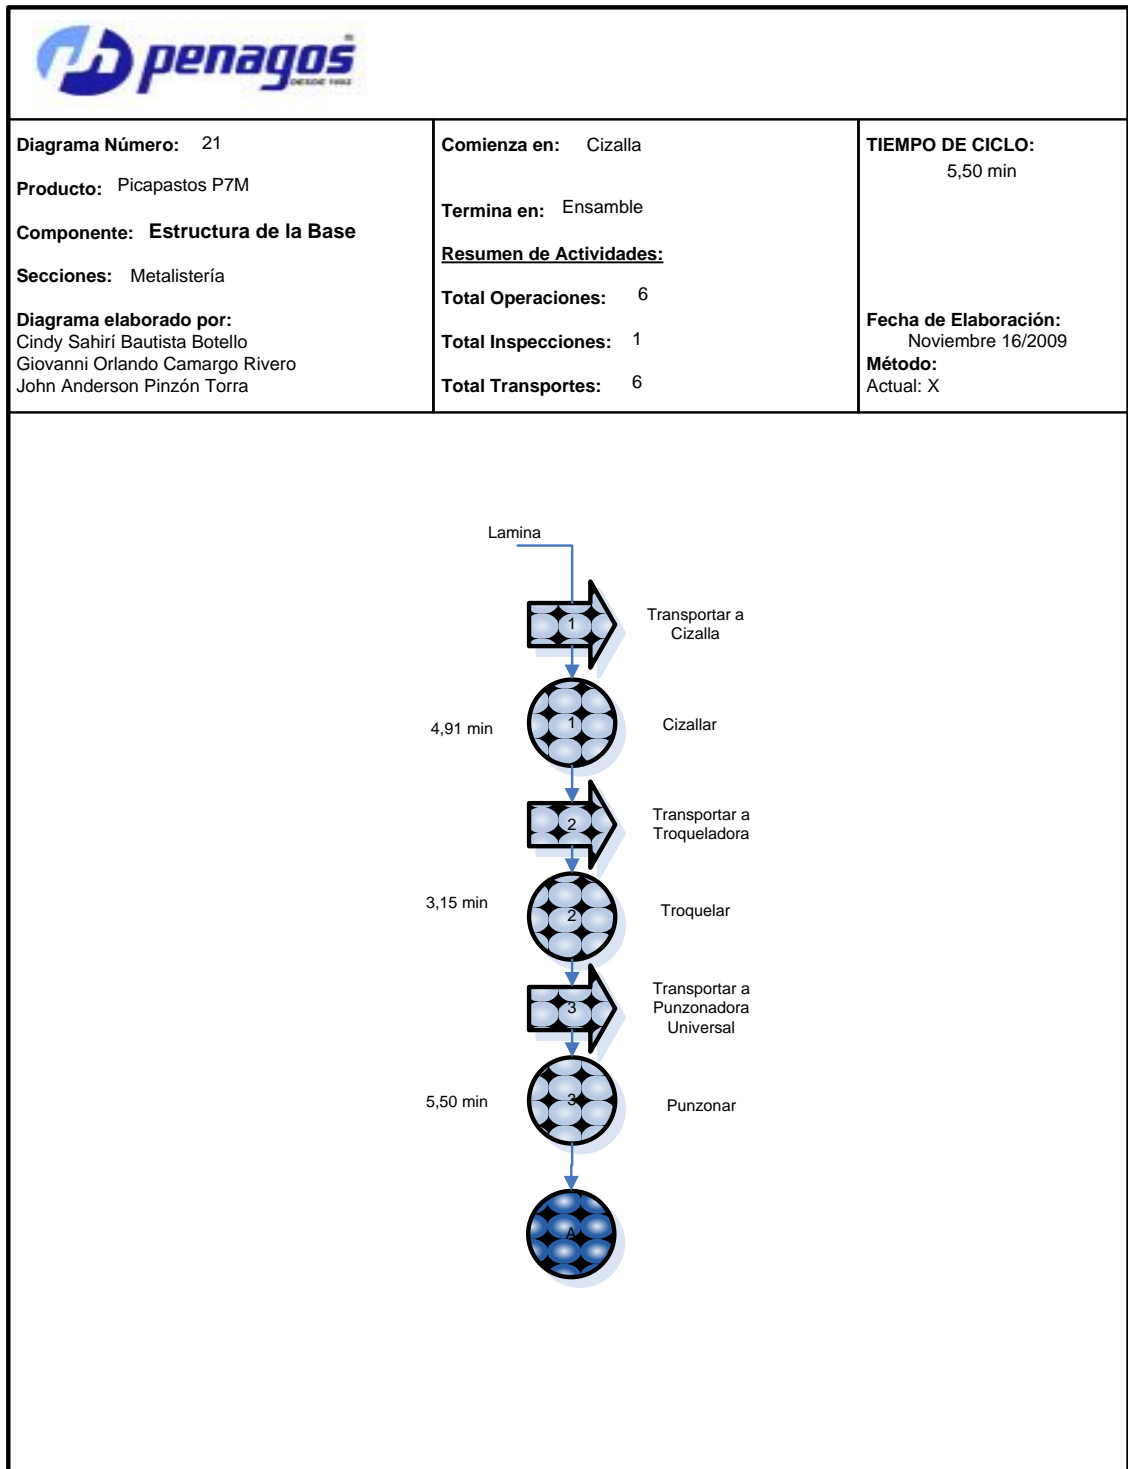 penagos
DESDE 1892
Diagrama Número: 21
Producto: Picapastos P7M
Componente: Estructura de la Base
Secciones: Metalistería
Diagrama elaborado por:
Cindy Sahirí Bautista Botello
Giovanni Orlando Camargo Rivero
John Anderson Pinzón Torra
Comienza en: Cizalla
Termina en: Ensamble
Resumen de Actividades:
Total Operaciones: 6
Total Inspecciones: 1
Total Transportes: 6
TIEMPO DE CICLO:
5,50 min
Fecha de Elaboración:
Noviembre 16/2009
Método:
Actual: X
Lamina
1
Transportar a
Cizalla
4,91 min
1
Cizallar
2
Transportar a
Troqueladora
3,15 min
2
Troquelar
3
Transportar a
Punzonadora
Universal
5,50 min
3
Punzonar
A